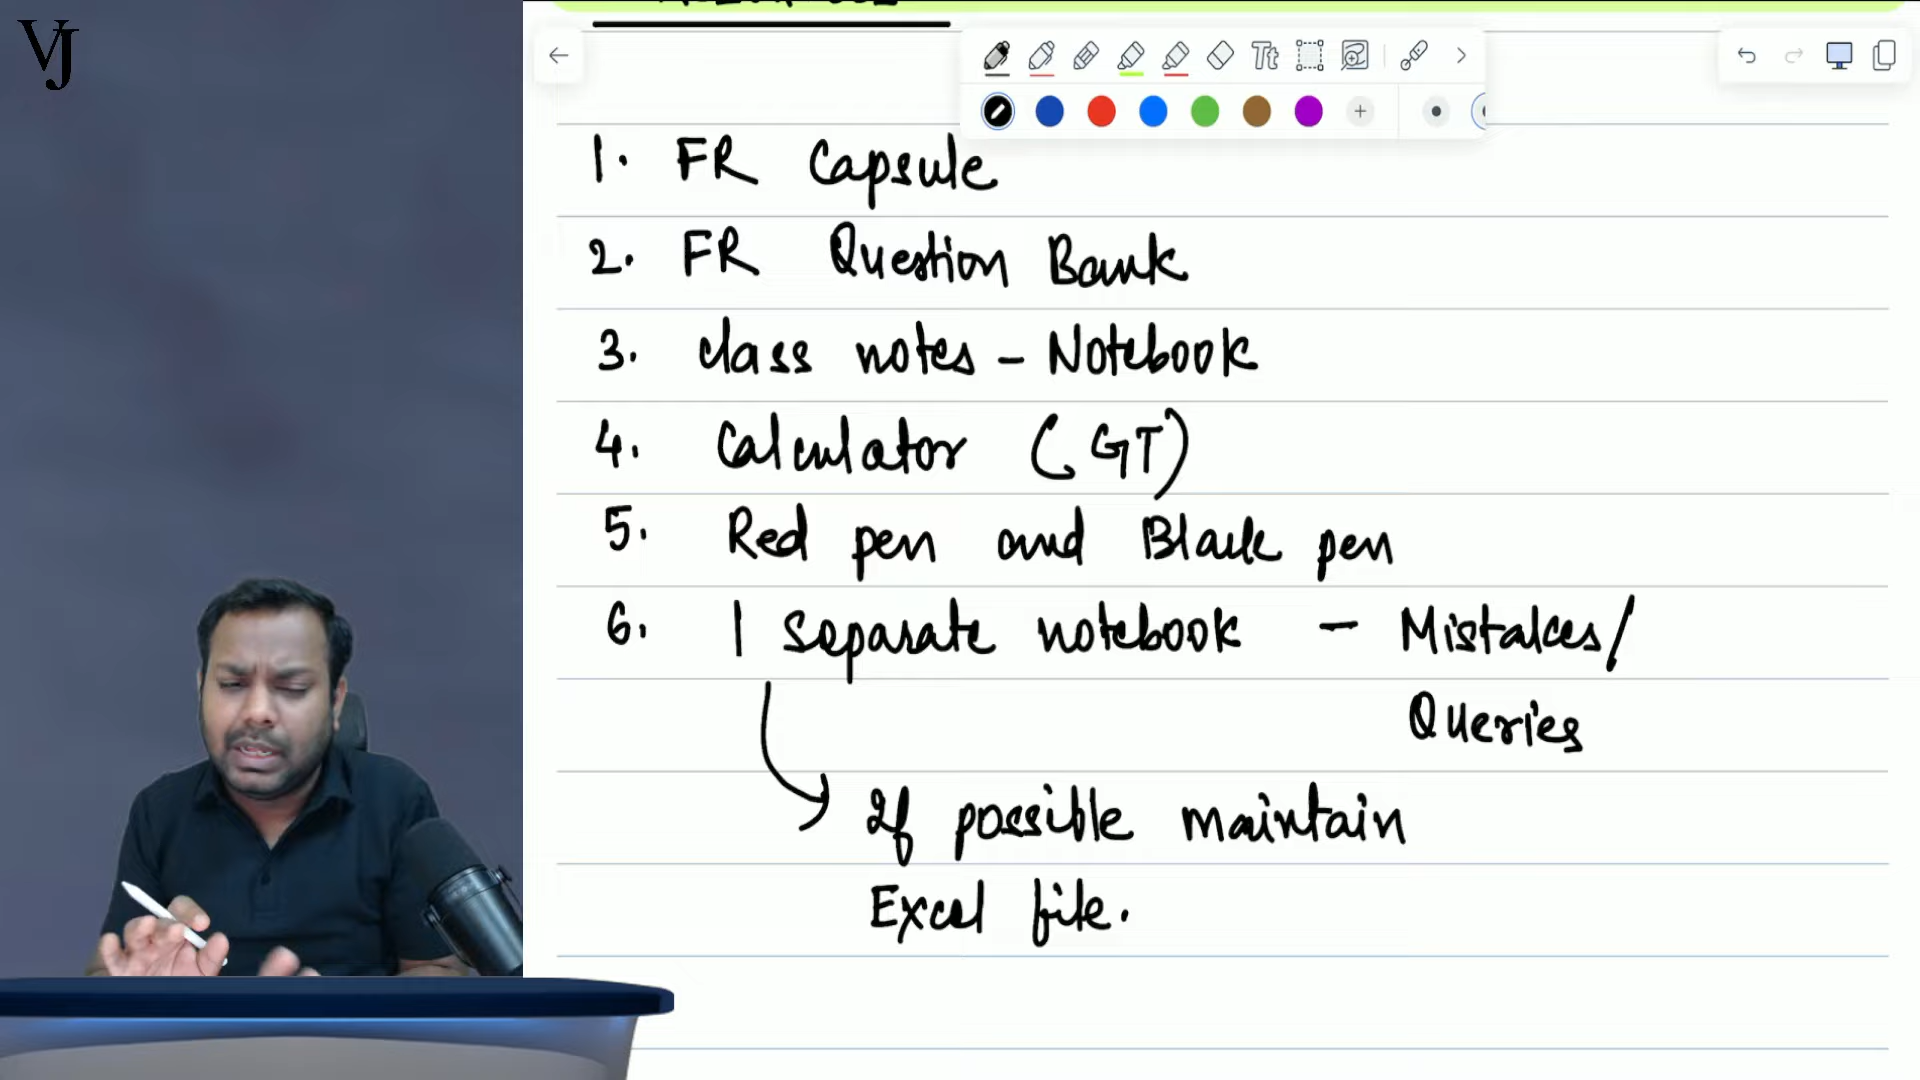 VJ
1. FR Capsule
2. FR Question Bank
3. class notes - Notebook
4. Calculator (GT)
5. Red pen and Black pen
6. 1 separate notebook - Mistakes/
Queries
If possible maintain
Excel file.
Tt